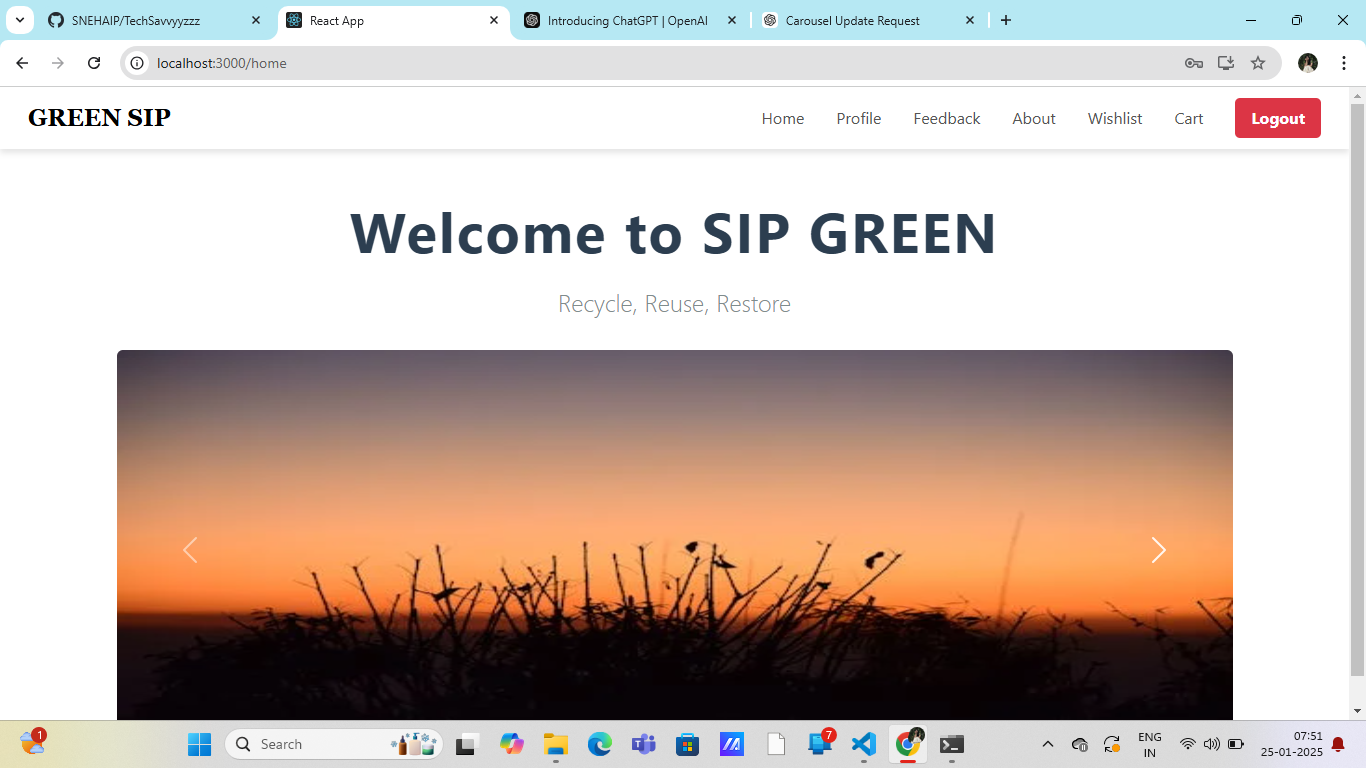 SNEHAIP/TechSavvyyzzz
React App
Introducing ChatGPT | OpenAI
Carousel Update Request
localhost:3000/home
GREEN SIP
Home
Profile
Feedback
About
Wishlist
Cart
Logout
Welcome to SIP GREEN
Recycle, Reuse, Restore
1
Search
7
ENG
IN
07:51
25-01-2025